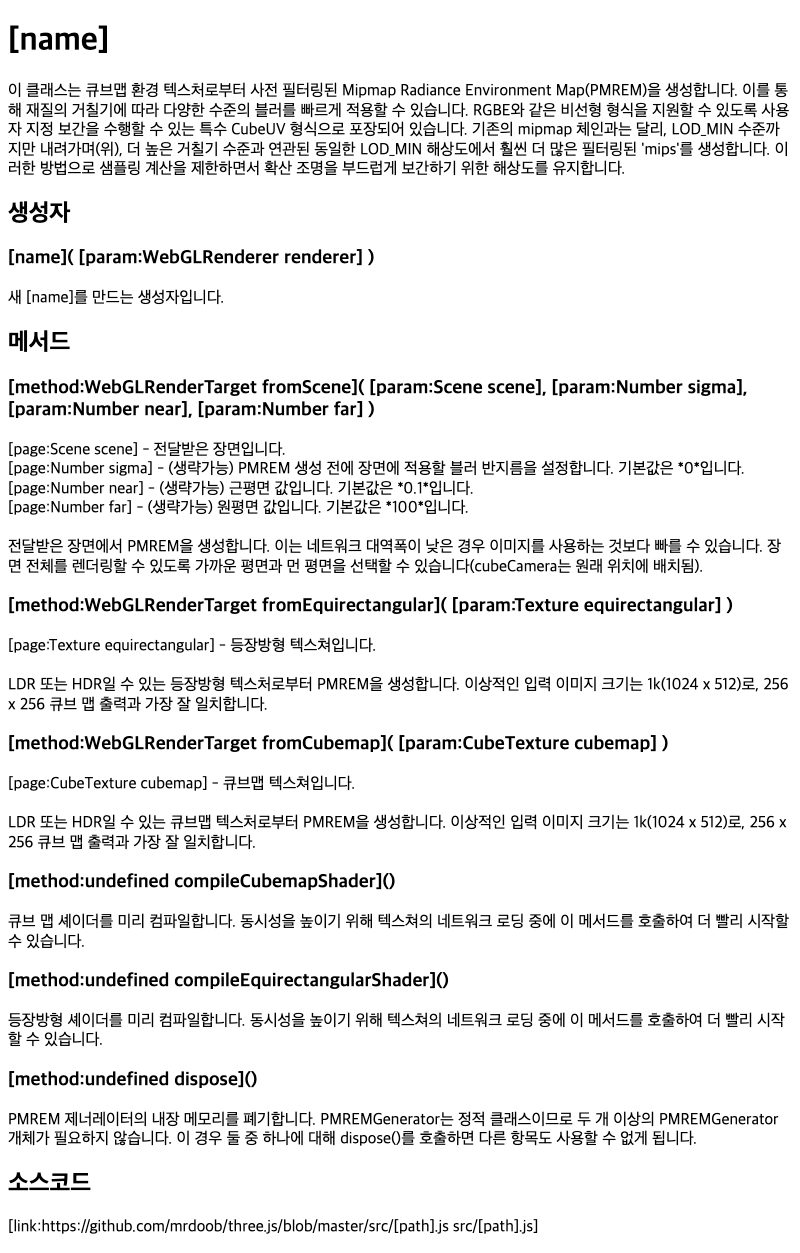 [name]
이 클래스는 큐브맵 환경 텍스처로부터 사전 필터링된 Mipmap Radiance Environment Map(PMREM)을 생성합니다. 이를 통
해 재질의 거칠기에 따라 다양한 수준의 블러를 빠르게 적용할 수 있습니다. RGBE와 같은 비선형 형식을 지원할 수 있도록 사용
자 지정 보간을 수행할 수 있는 특수 CubeUV 형식으로 포장되어 있습니다. 기존의 mipmap 체인과는 달리, LOD_MIN 수준까
지만 내려가며(위), 더 높은 거칠기 수준과 연관된 동일한 LOD_MIN 해상도에서 훨씬 더 많은 필터링된 'mips'를 생성합니다. 이
러한 방법으로 샘플링 계산을 제한하면서 확산 조명을 부드럽게 보간하기 위한 해상도를 유지합니다.
생성자
[name]( [param:WebGLRenderer renderer] )
새 [name]를 만드는 생성자입니다.
메서드
[method:WebGLRenderTarget fromScene]( [param:Scene scene], [param:Number sigma],
[param:Number near], [param:Number far] )
[page:Scene scene] - 전달받은 장면입니다.
[page:Number sigma] - (생략가능) PMREM 생성 전에 장면에 적용할 블러 반지름을 설정합니다. 기본값은 *0*입니다.
[page:Number near] - (생략가능) 근평면 값입니다. 기본값은 *0.1*입니다.
[page:Number far] - (생략가능) 원평면 값입니다. 기본값은 *100*입니다.
전달받은 장면에서 PMREM을 생성합니다. 이는 네트워크 대역폭이 낮은 경우 이미지를 사용하는 것보다 빠를 수 있습니다. 장
면 전체를 렌더링할 수 있도록 가까운 평면과 먼 평면을 선택할 수 있습니다(cubeCamera는 원래 위치에 배치됨).
[method:WebGLRenderTarget fromEquirectangular]( [param:Texture equirectangular] )
[page:Texture equirectangular] - 등장방형 텍스쳐입니다.
LDR 또는 HDR일 수 있는 등장방형 텍스처로부터 PMREM을 생성합니다. 이상적인 입력 이미지 크기는 1k(1024 x 512)로, 256
x 256 큐브 맵 출력과 가장 잘 일치합니다.
[method:WebGLRenderTarget fromCubemap]( [param:CubeTexture cubemap] )
[page:CubeTexture cubemap] - 큐브맵 텍스쳐입니다.
LDR 또는 HDR일 수 있는 큐브맵 텍스처로부터 PMREM을 생성합니다. 이상적인 입력 이미지 크기는 1k(1024 x 512)로, 256 x
256 큐브 맵 출력과 가장 잘 일치합니다.
[method:undefined compileCubemapShader]()
큐브 맵 셰이더를 미리 컴파일합니다. 동시성을 높이기 위해 텍스쳐의 네트워크 로딩 중에 이 메서드를 호출하여 더 빨리 시작할
수 있습니다.
[method:undefined compileEquirectangularShader]()
등장방형 셰이더를 미리 컴파일합니다. 동시성을 높이기 위해 텍스쳐의 네트워크 로딩 중에 이 메서드를 호출하여 더 빨리 시작
할 수 있습니다.
[method:undefined dispose]()
PMREM 제너레이터의 내장 메모리를 폐기합니다. PMREMGenerator는 정적 클래스이므로 두 개 이상의 PMREMGenerator
개체가 필요하지 않습니다. 이 경우 둘 중 하나에 대해 dispose()를 호출하면 다른 항목도 사용할 수 없게 됩니다.
소스코드
[link:https://github.com/mrdoob/three.js/blob/master/src/[path].js src/[path].js]